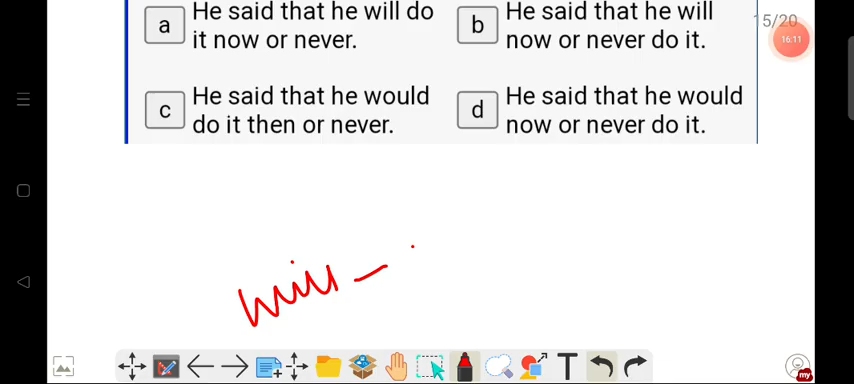 15/20
16:11
a He said that he will do
it now or never.
b He said that he will
now or never do it.
c He said that he would
do it then or never.
d He said that he would
now or never do it.
will –
T
my